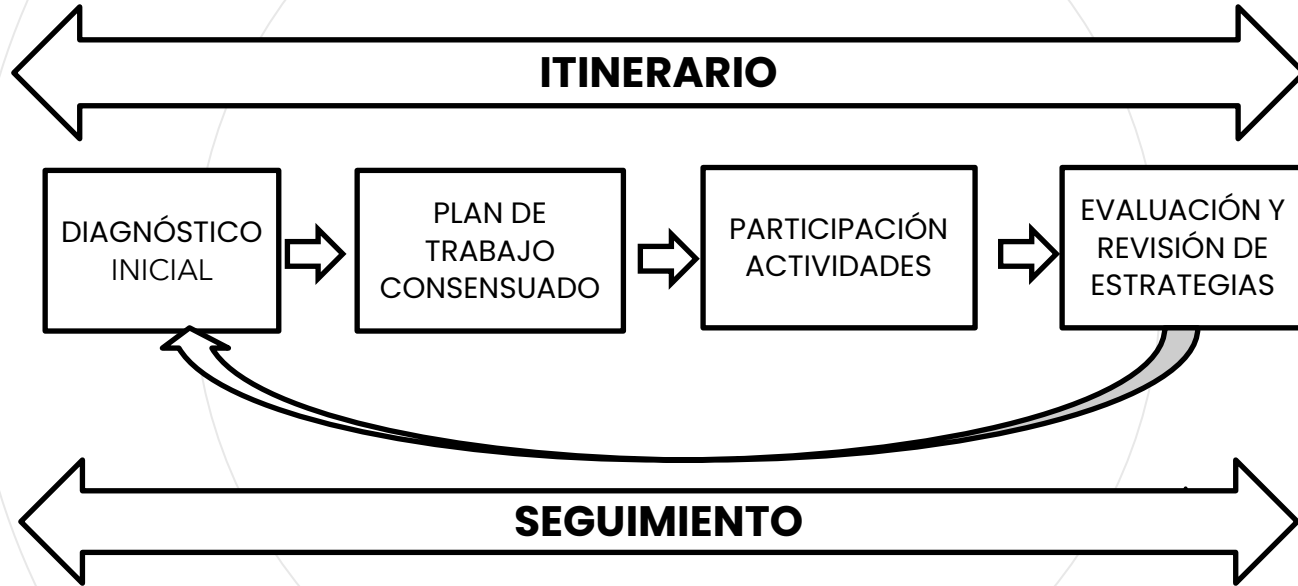 ITINERARIO
DIAGNÓSTICO
INICIAL
PLAN DE
TRABAJO
CONSENSUADO
PARTICIPACIÓN
ACTIVIDADES
EVALUACIÓN Y
REVISIÓN DE
ESTRATEGIAS
SEGUIMIENTO